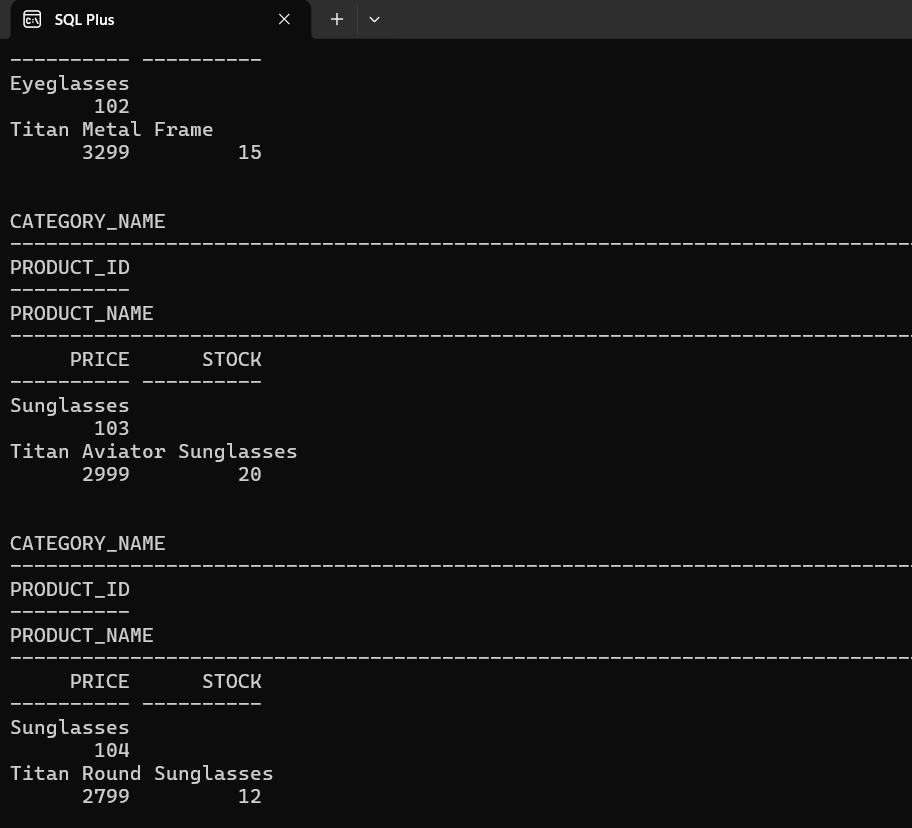 SQL Plus
---------- ----------
Eyeglasses
       102
Titan Metal Frame
      3299         15
CATEGORY_NAME
---------------------------------------------------------------------------
PRODUCT_ID
----------
PRODUCT_NAME
---------------------------------------------------------------------------
     PRICE      STOCK
---------- ----------
Sunglasses
       103
Titan Aviator Sunglasses
      2999         20
CATEGORY_NAME
---------------------------------------------------------------------------
PRODUCT_ID
----------
PRODUCT_NAME
---------------------------------------------------------------------------
     PRICE      STOCK
---------- ----------
Sunglasses
       104
Titan Round Sunglasses
      2799         12